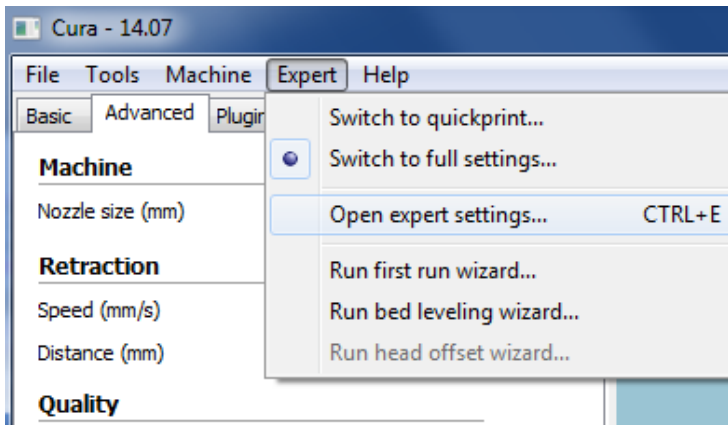 Cura - 14.07
File Tools Machine Expert Help
Basic Advanced Plugin
Switch to quickprint...
Switch to full settings...
Open expert settings... CTRL+E
Run first run wizard...
Run bed leveling wizard...
Run head offset wizard...
Machine
Nozzle size (mm)
Retraction
Speed (mm/s)
Distance (mm)
Quality